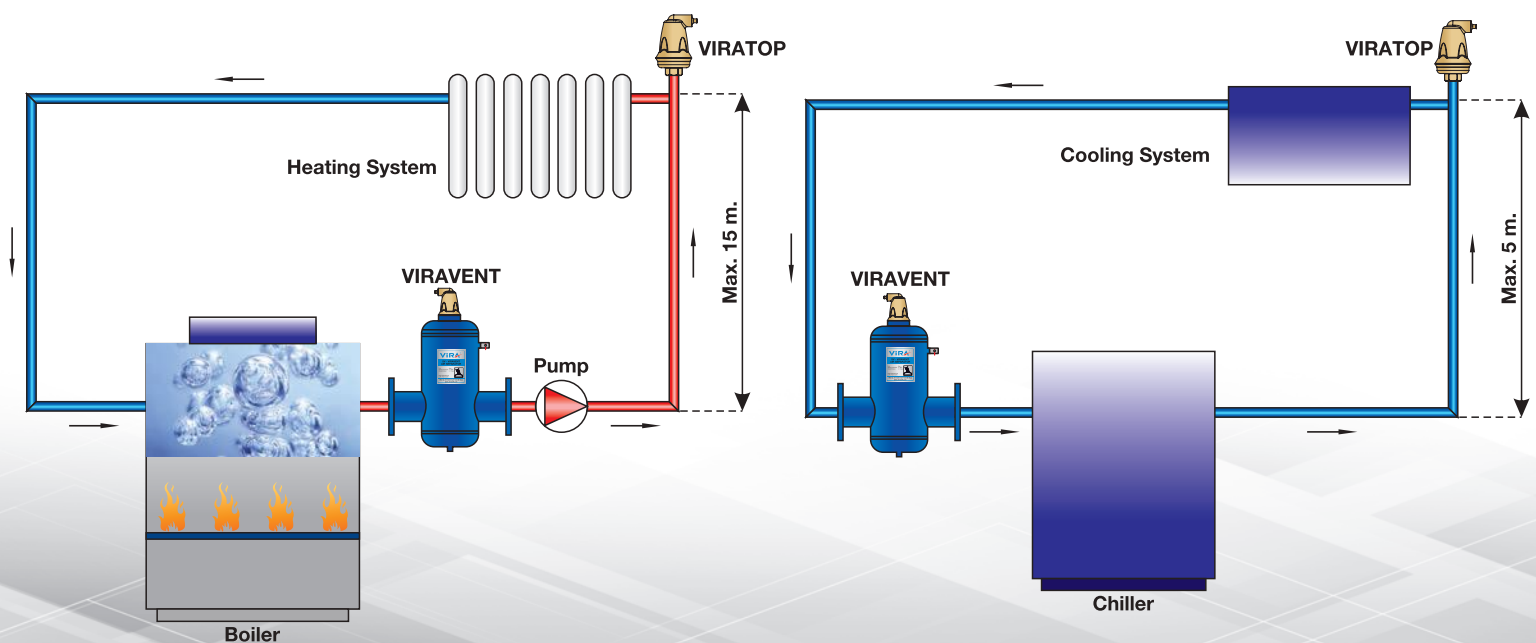 VIRATOP
Heating System
Max. 15 m.
VIRAVENT
VIRA
Pump
Boiler
VIRATOP
Cooling System
Max. 5 m.
VIRAVENT
VIRA
Chiller